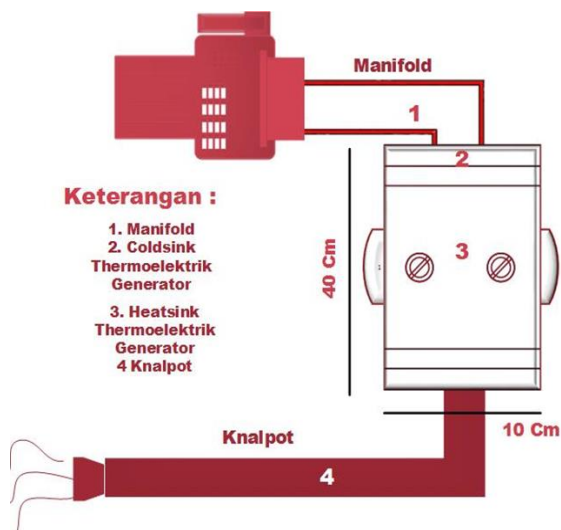 Manifold
1
2
Keterangan :
1. Manifold
2. Coldsink
Thermoelektrik
Generator
3. Heatsink
Thermoelektrik
Generator
4 Knalpot
3
40 Cm
10 Cm
Knalpot
4